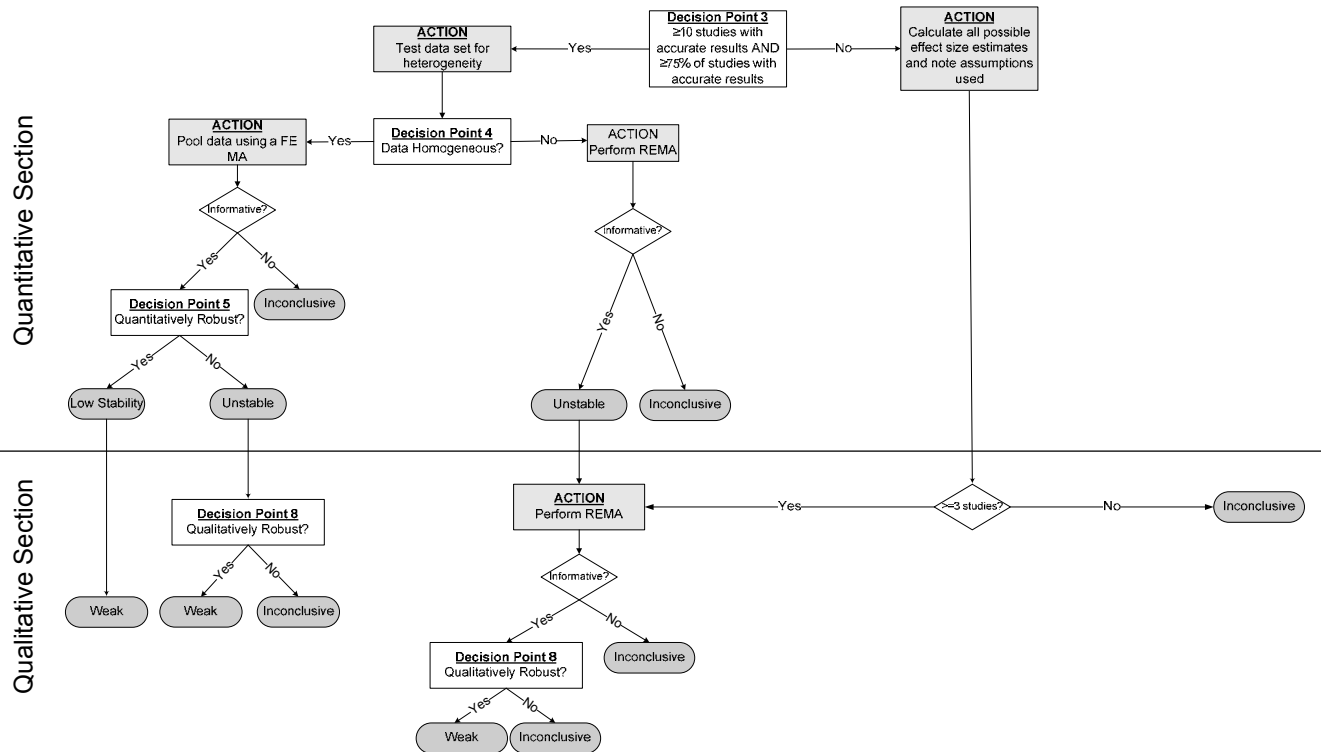 Quantitative Section
Qualitative Section
Decision Point 3
≥10 studies with
accurate results AND
≥75% of studies with
accurate results
Yes
No
ACTION
Test data set for
heterogeneity
ACTION
Calculate all possible
effect size estimates
and note assumptions
used
Decision Point 4
Data Homogeneous?
Yes
No
ACTION
Pool data using a FE
MA
ACTION
Perform REMA
Informative?
Yes
No
Informative?
Yes
No
Decision Point 5
Quantitatively Robust?
Inconclusive
Yes
No
Low Stability
Unstable
Unstable
Inconclusive
Decision Point 8
Qualitatively Robust?
Yes
No
Weak
Weak
Inconclusive
ACTION
Perform REMA
Yes
>=3 studies?
No
Inconclusive
Informative?
Yes
No
Inconclusive
Decision Point 8
Qualitatively Robust?
Yes
No
Weak
Inconclusive